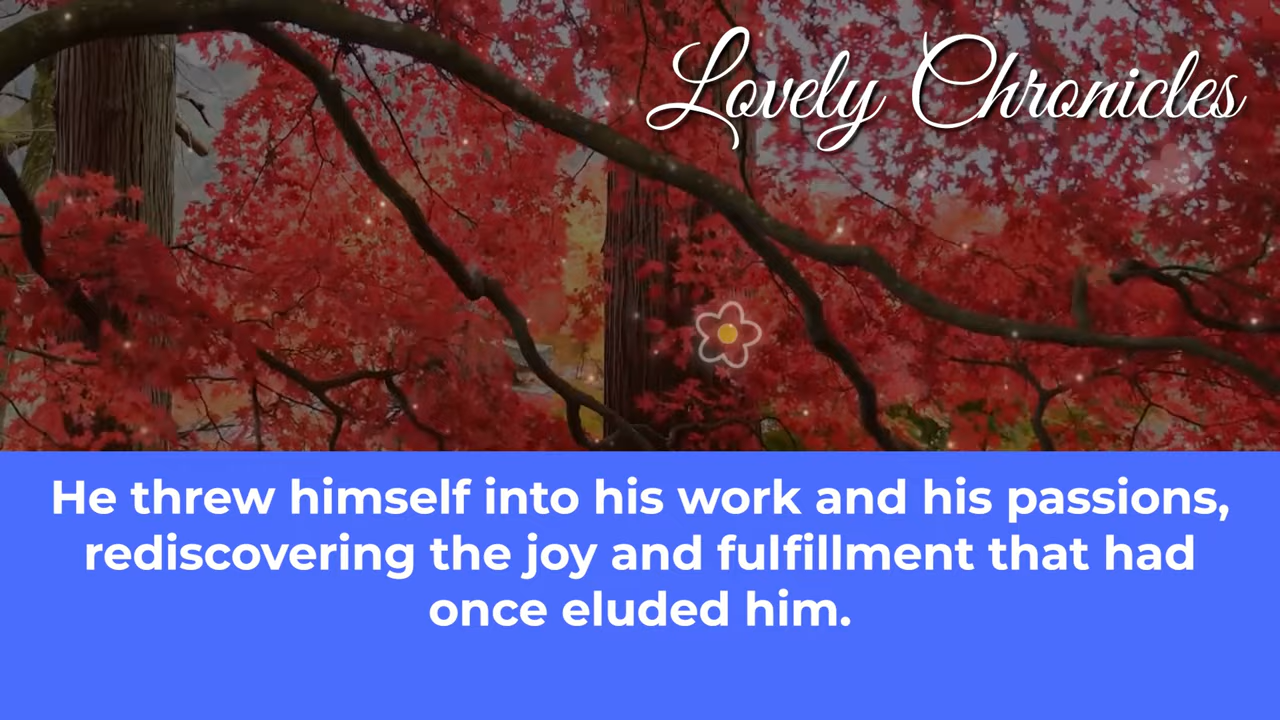 Lovely Chronicles
He threw himself into his work and his passions,
rediscovering the joy and fulfillment that had
once eluded him.